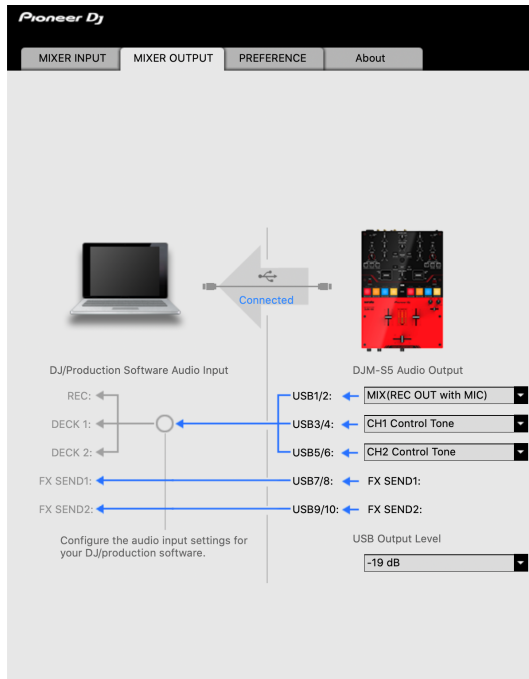 Pioneer Dj
MIXER INPUT
MIXER OUTPUT
PREFERENCE
About
Connected
DJ/Production Software Audio Input
DJM-S5 Audio Output
REC:
USB1/2:
MIX(REC OUT with MIC)
DECK 1:
USB3/4:
CH1 Control Tone
DECK 2:
USB5/6:
CH2 Control Tone
FX SEND1:
USB7/8:
FX SEND1:
FX SEND2:
USB9/10:
FX SEND2:
Configure the audio input settings for
your DJ/production software.
USB Output Level
-19 dB